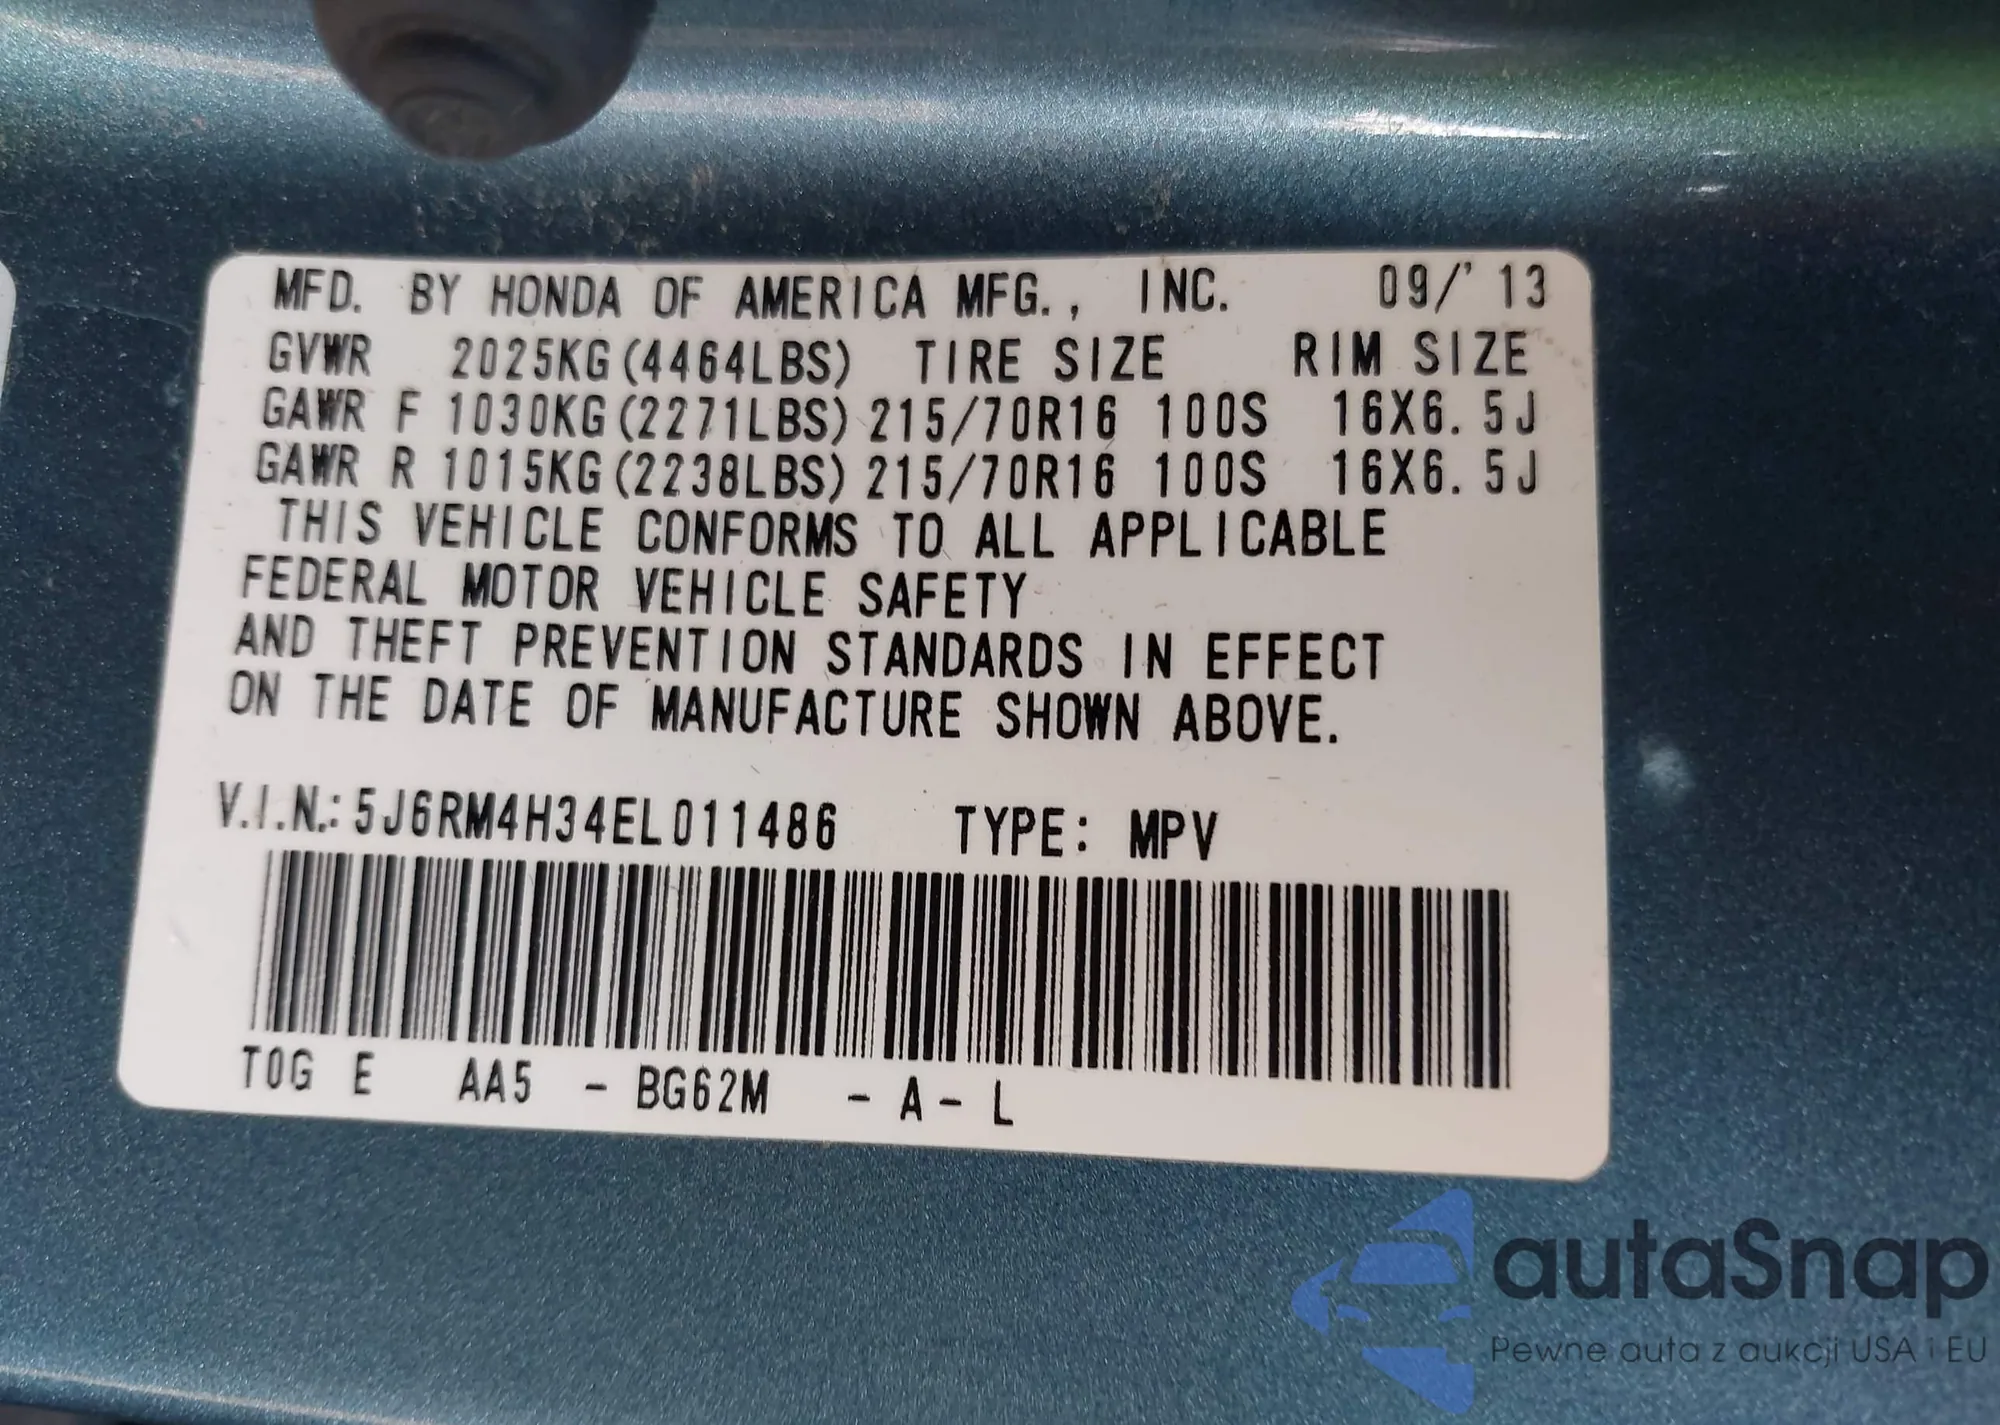 MFD. BY HONDA OF AMERICA MFG., INC. 09/'13
GVWR 2025KG(4464LBS) TIRE SIZE RIM SIZE
GAWR F 1030KG(2271LBS) 215/70R16 100S 16X6.5J
GAWR R 1015KG(2238LBS) 215/70R16 100S 16X6.5J
THIS VEHICLE CONFORMS TO ALL APPLICABLE
FEDERAL MOTOR VEHICLE SAFETY
AND THEFT PREVENTION STANDARDS IN EFFECT
ON THE DATE OF MANUFACTURE SHOWN ABOVE.
V.I.N.: 5J6RM4H34EL011486 TYPE: MPV
T0G E AA5 - BG62M - A - L
autaSnap
Pewne auta z aukcji USA i EU